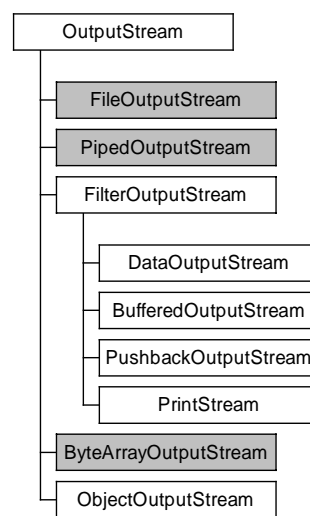 OutputStream
FileOutputStream
PipedOutputStream
FilterOutputStream
DataOutputStream
BufferedOutputStream
PushbackOutputStream
PrintStream
ByteArrayOutputStream
ObjectOutputStream